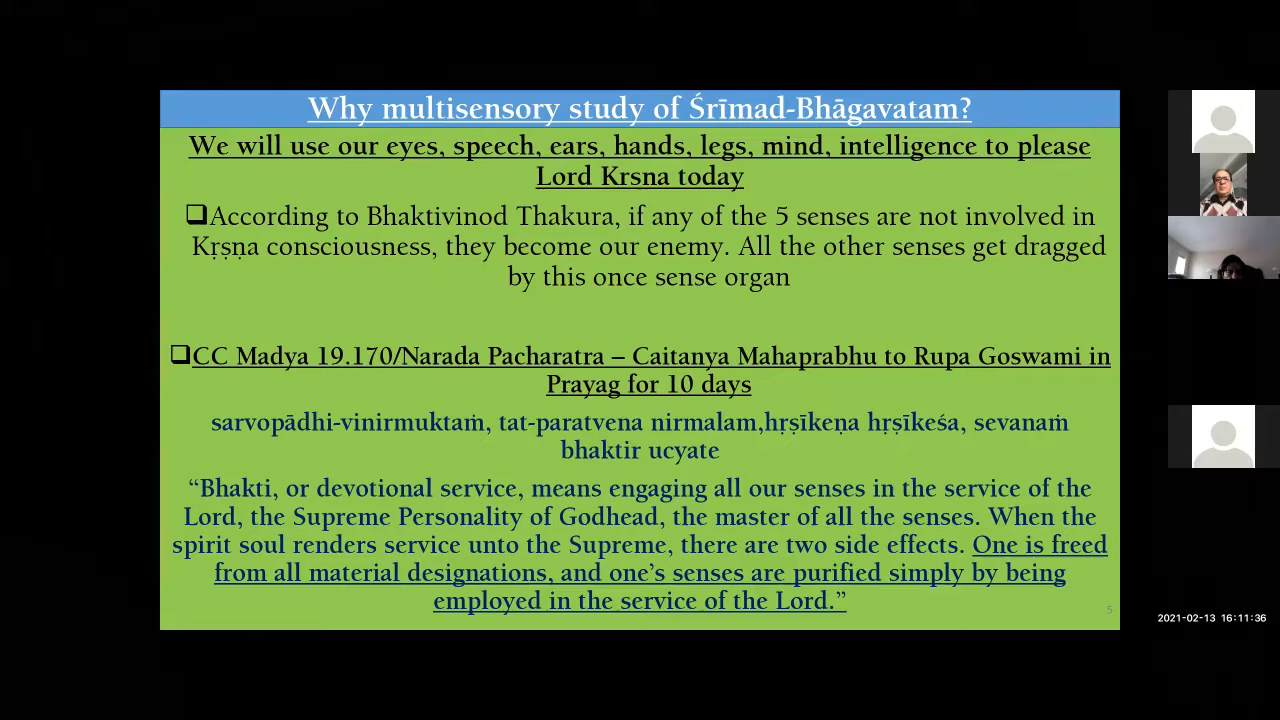 Why multisensory study of Śrīmad-Bhāgavatam?
We will use our eyes, speech, ears, hands, legs, mind, intelligence to please
Lord Krsna today
❑According to Bhaktivinod Thakura, if any of the 5 senses are not involved in
Kṛṣṇa consciousness, they become our enemy. All the other senses get dragged
by this once sense organ
❑CC Madya 19.170/Narada Pacharatra – Caitanya Mahaprabhu to Rupa Goswami in
Prayag for 10 days
sarvopādhi-vinirmuktaṁ, tat-paratvena nirmalam,hṛṣīkeṇa hṛṣīkeśa, sevanaṁ
bhaktir ucyate
“Bhakti, or devotional service, means engaging all our senses in the service of the
Lord, the Supreme Personality of Godhead, the master of all the senses. When the
spirit soul renders service unto the Supreme, there are two side effects. One is freed
from all material designations, and one’s senses are purified simply by being
employed in the service of the Lord.”
5
2021-02-13 16:11:36